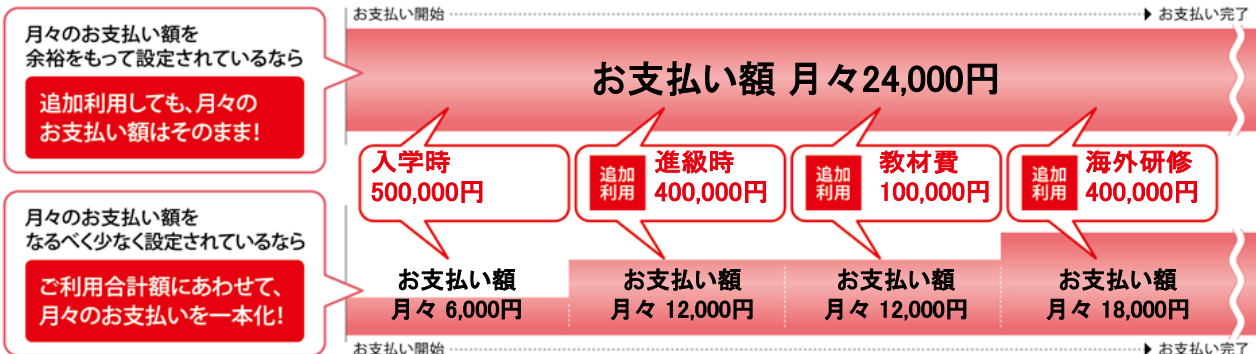 お支払い開始
お支払い完了
月々のお支払い額を
余裕をもって設定されているなら
追加利用しても、月々の
お支払い額はそのまま!
お支払い額 月々24,000円
入学時
500,000円
追加
利用
進級時
400,000円
追加
利用
教材費
100,000円
追加
利用
海外研修
400,000円
月々のお支払い額を
なるべく少なく設定されているなら
ご利用合計額にあわせて、
月々のお支払いを一本化!
お支払い額
月々 6,000円
お支払い額
月々 12,000円
お支払い額
月々 12,000円
お支払い額
月々 18,000円
お支払い開始
お支払い完了